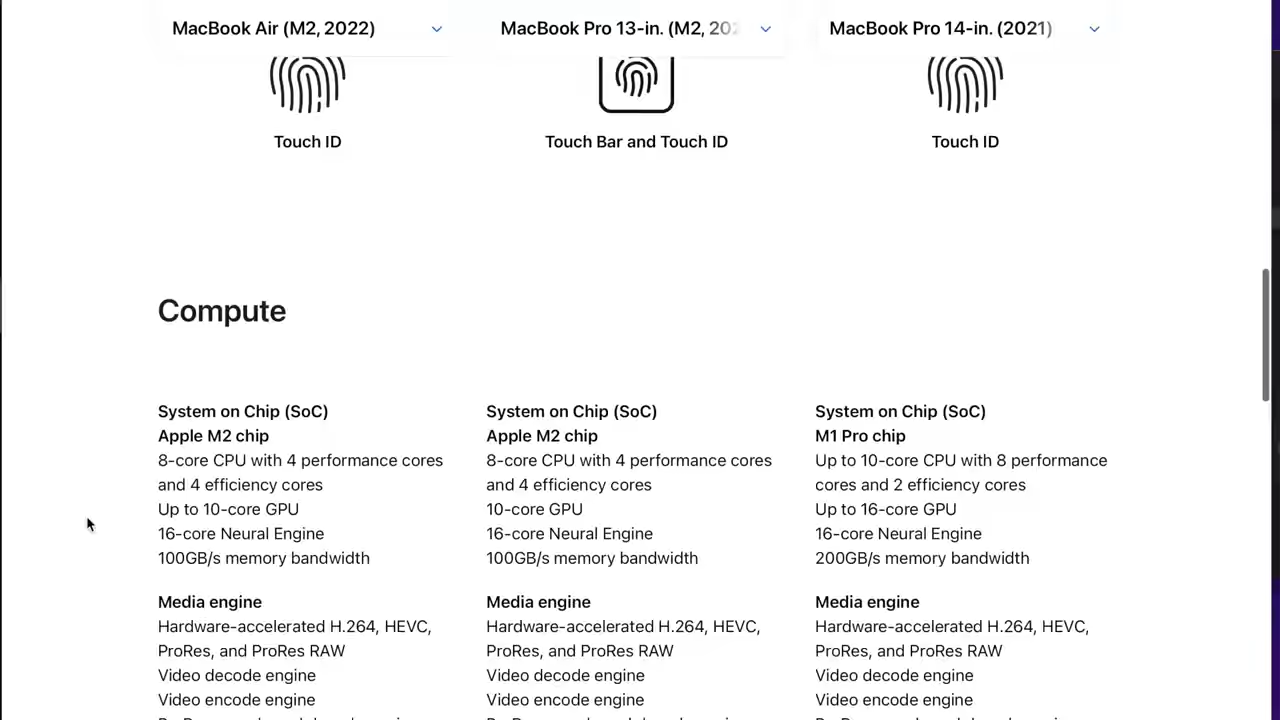 MacBook Air (M2, 2022)
MacBook Pro 13-in. (M2, 202
MacBook Pro 14-in. (2021)
Touch ID
Touch Bar and Touch ID
Touch ID
Compute
System on Chip (SoC)
Apple M2 chip
8-core CPU with 4 performance cores
and 4 efficiency cores
Up to 10-core GPU
16-core Neural Engine
100GB/s memory bandwidth
Media engine
Hardware-accelerated H.264, HEVC,
ProRes, and ProRes RAW
Video decode engine
Video encode engine
System on Chip (SoC)
Apple M2 chip
8-core CPU with 4 performance cores
and 4 efficiency cores
10-core GPU
16-core Neural Engine
100GB/s memory bandwidth
Media engine
Hardware-accelerated H.264, HEVC,
ProRes, and ProRes RAW
Video decode engine
Video encode engine
System on Chip (SoC)
M1 Pro chip
Up to 10-core CPU with 8 performance
cores and 2 efficiency cores
Up to 16-core GPU
16-core Neural Engine
200GB/s memory bandwidth
Media engine
Hardware-accelerated H.264, HEVC,
ProRes, and ProRes RAW
Video decode engine
Video encode engine